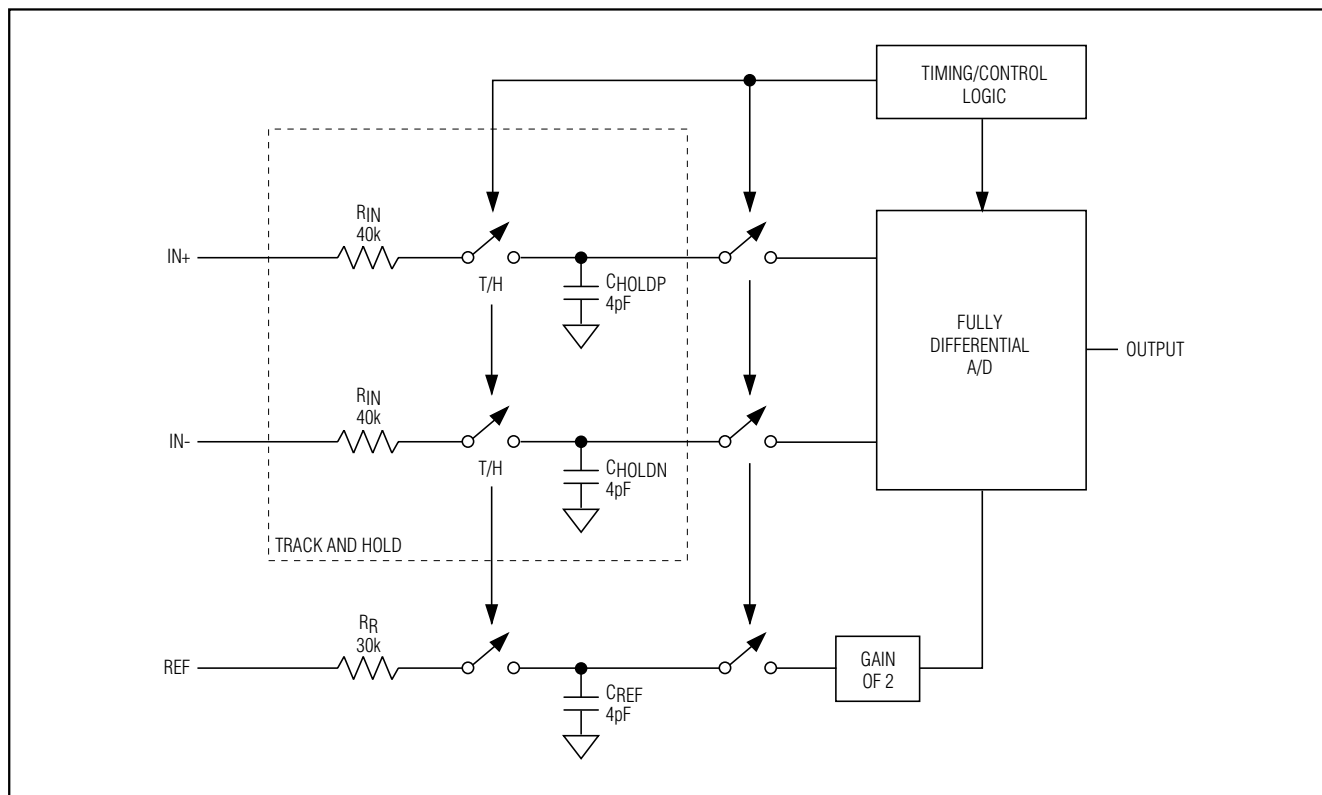 TIMING/CONTROL
LOGIC
RIN
40k
IN+
T/H
CHOLDP
4pF
FULLY
DIFFERENTIAL
A/D
OUTPUT
RIN
40k
IN-
T/H
CHOLDN
4pF
TRACK AND HOLD
RR
30k
REF
CREF
4pF
GAIN
OF 2